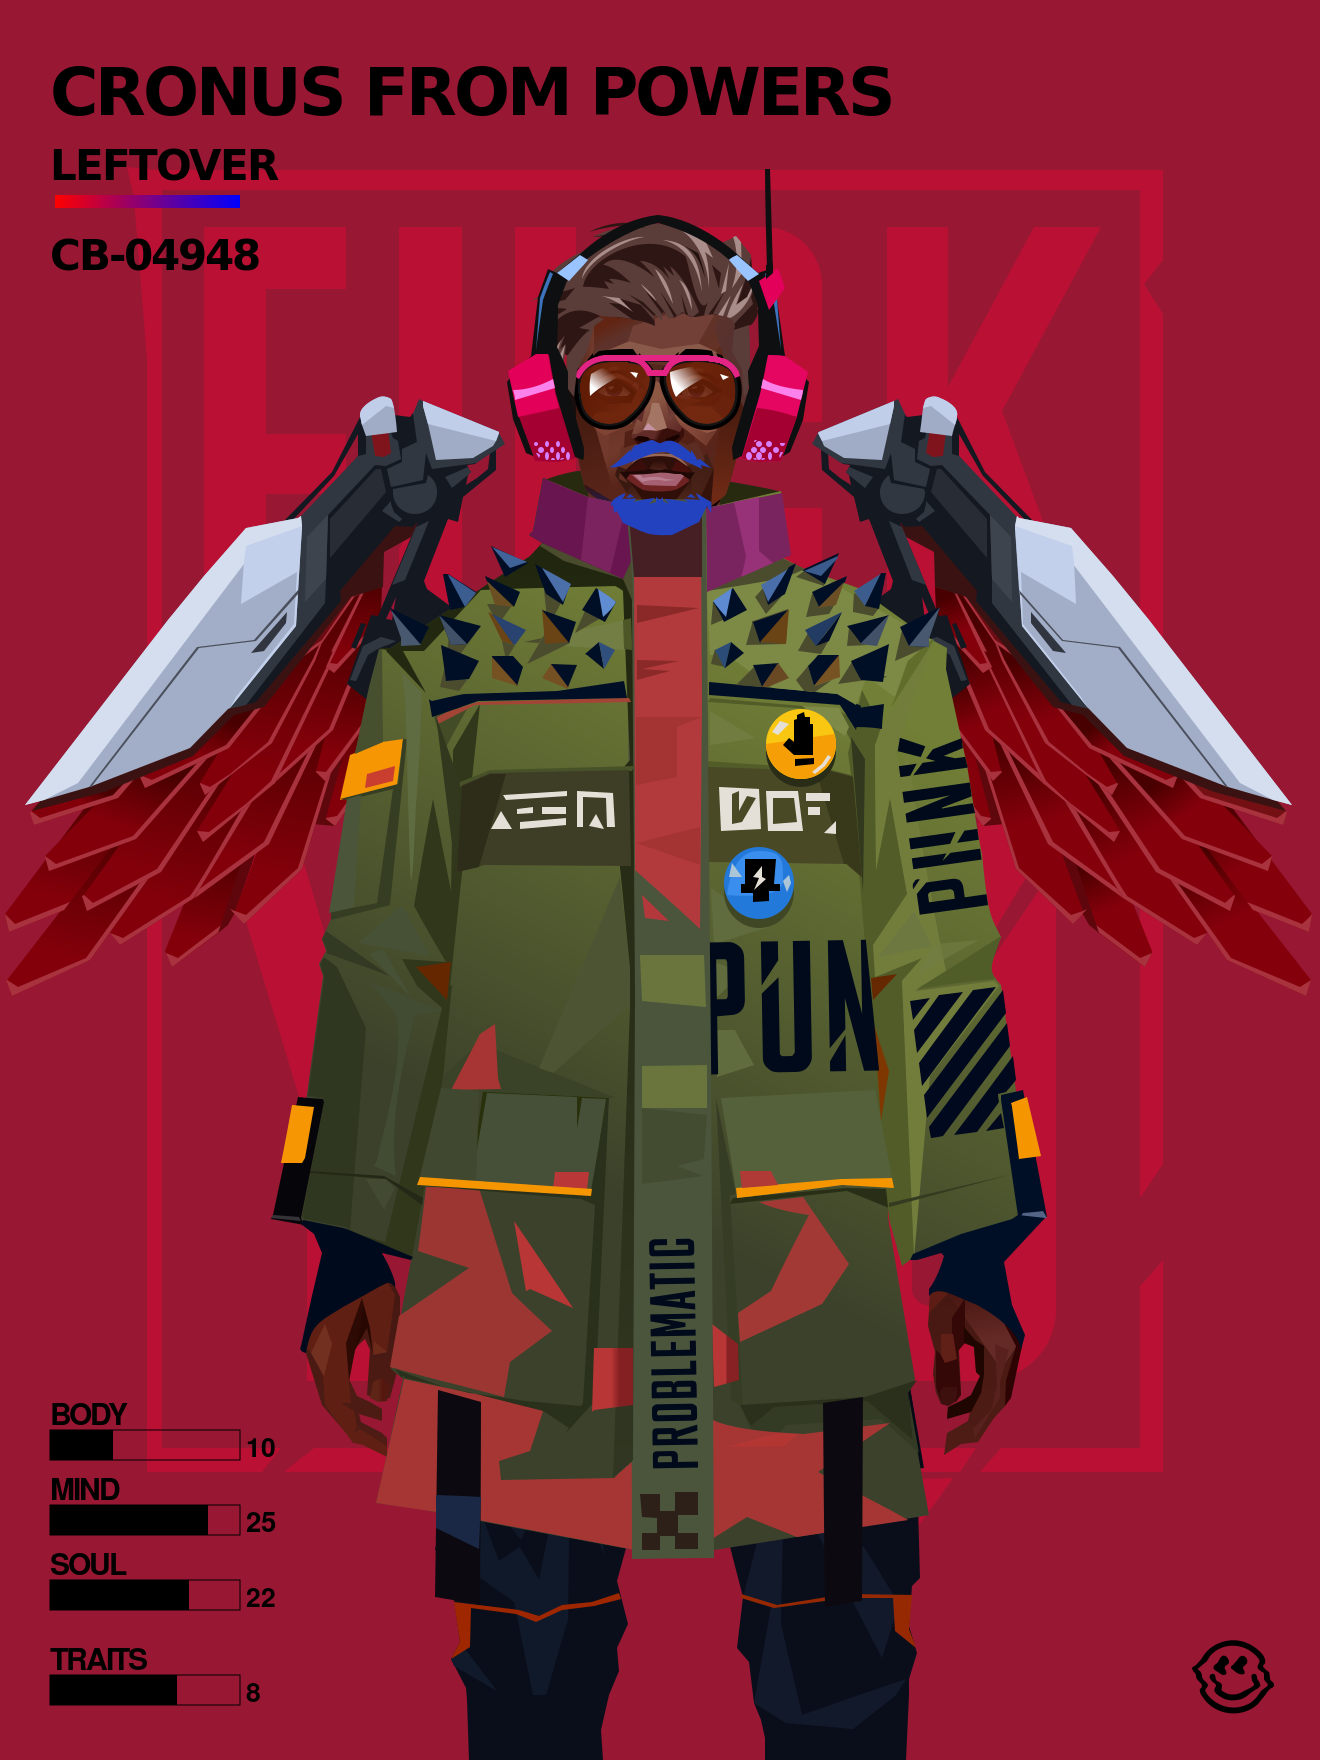 CRONUS FROM POWERS
LEFTOVER
CB-04948
PUNK
PUN
PROBLEMATIC
BODY
10
MIND
25
SOUL
22
TRAITS
8